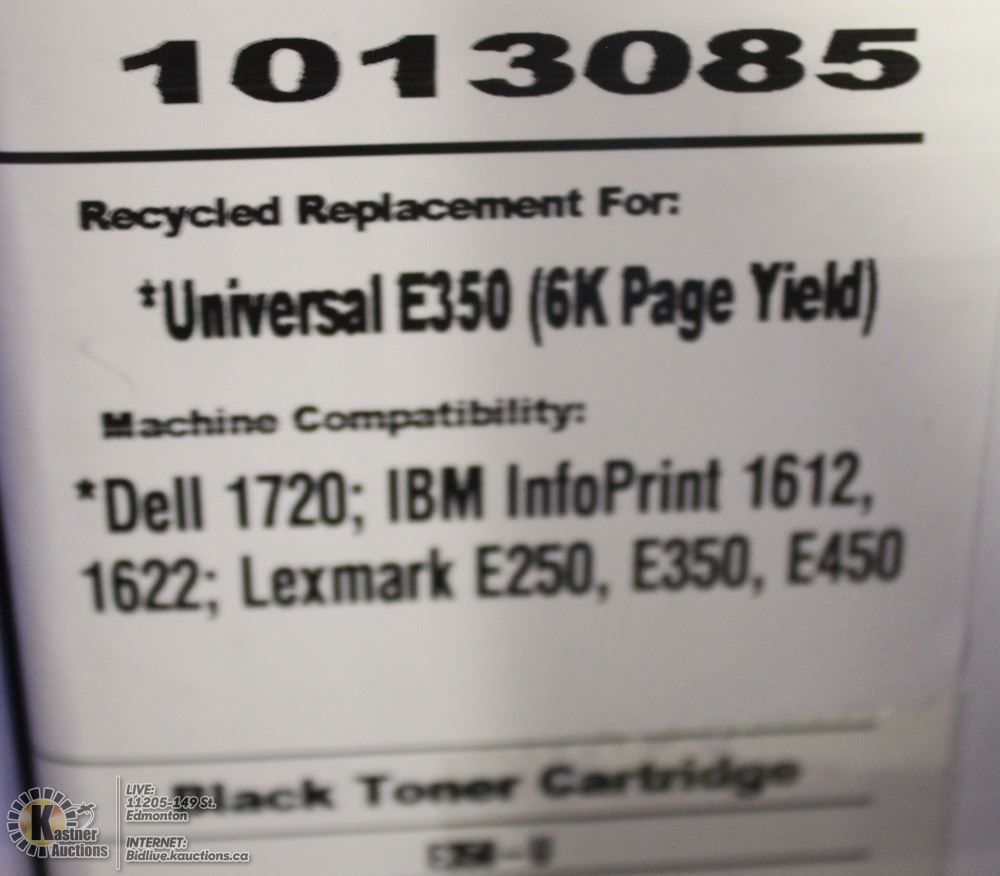 1013085
Recycled Replacement For:
*Universal E350 (6K Page Yield)
Machine Compatibility:
*Dell 1720; IBM InfoPrint 1612,
1622; Lexmark E250, E350, E450
Black Toner Cartridge
Kastner
Auctions
LIVE:
11205-149 St.
Edmonton
INTERNET:
Bidlive.kauctions.ca